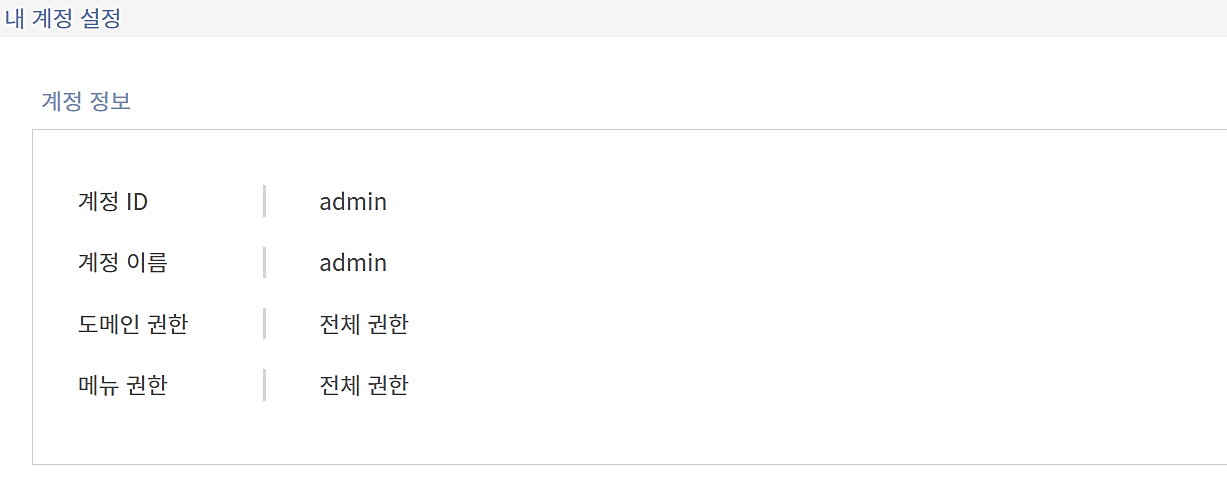 내 계정 설정
계정 정보
계정 ID admin
계정 이름 admin
도메인 권한 전체 권한
메뉴 권한 전체 권한